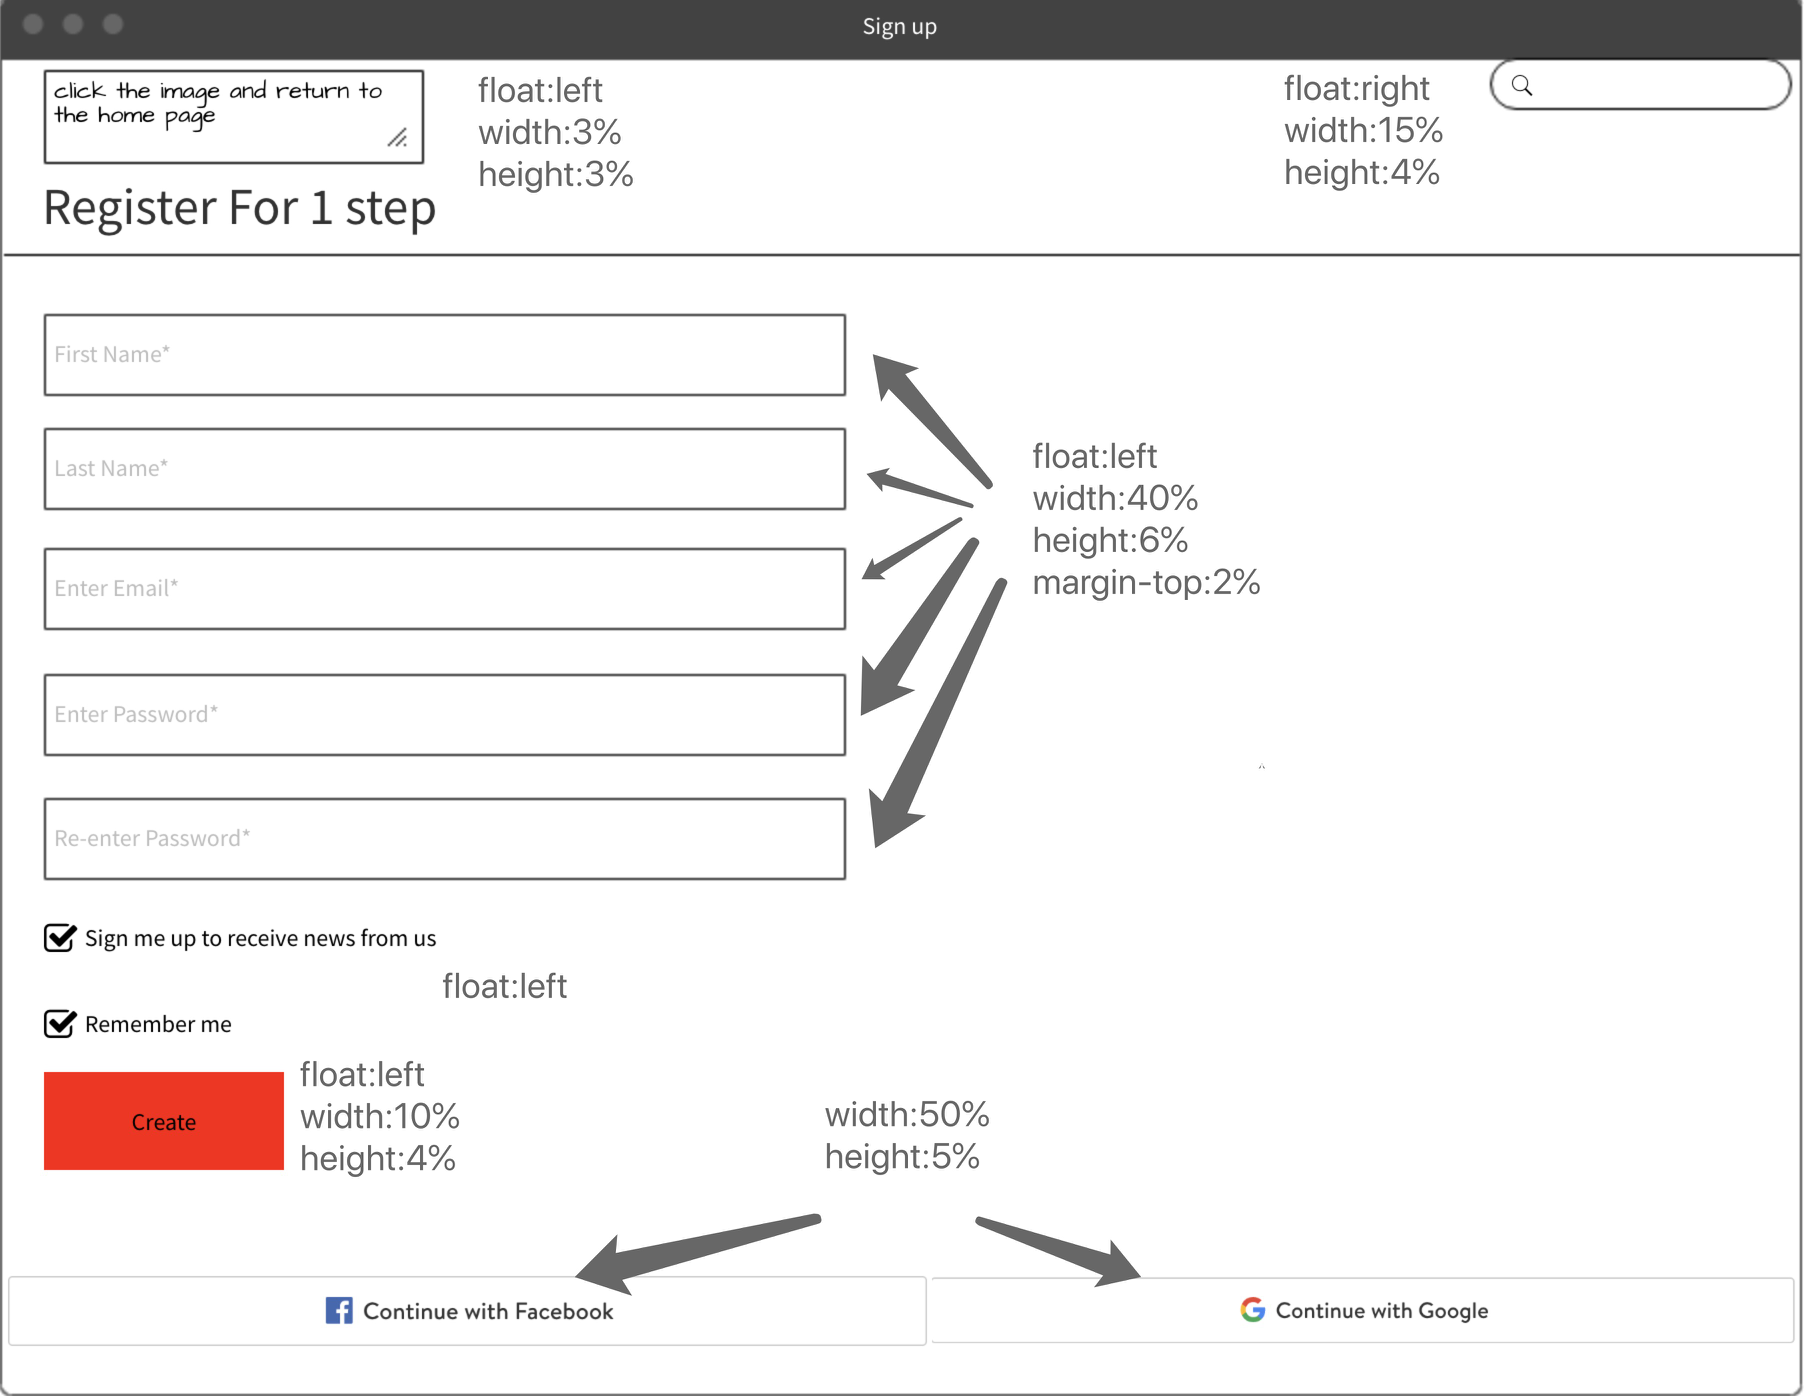 Sign up
click the image and return to
the home page
float:left
width:3%
height:3%
float:right
width:15%
height:4%
Register For 1 step
First Name*
Last Name*
Enter Email*
Enter Password*
Re-enter Password*
float:left
width:40%
height:6%
margin-top:2%
Sign me up to receive news from us
float:left
Remember me
Create
float:left
width:10%
height:4%
width:50%
height:5%
Continue with Facebook
Continue with Google